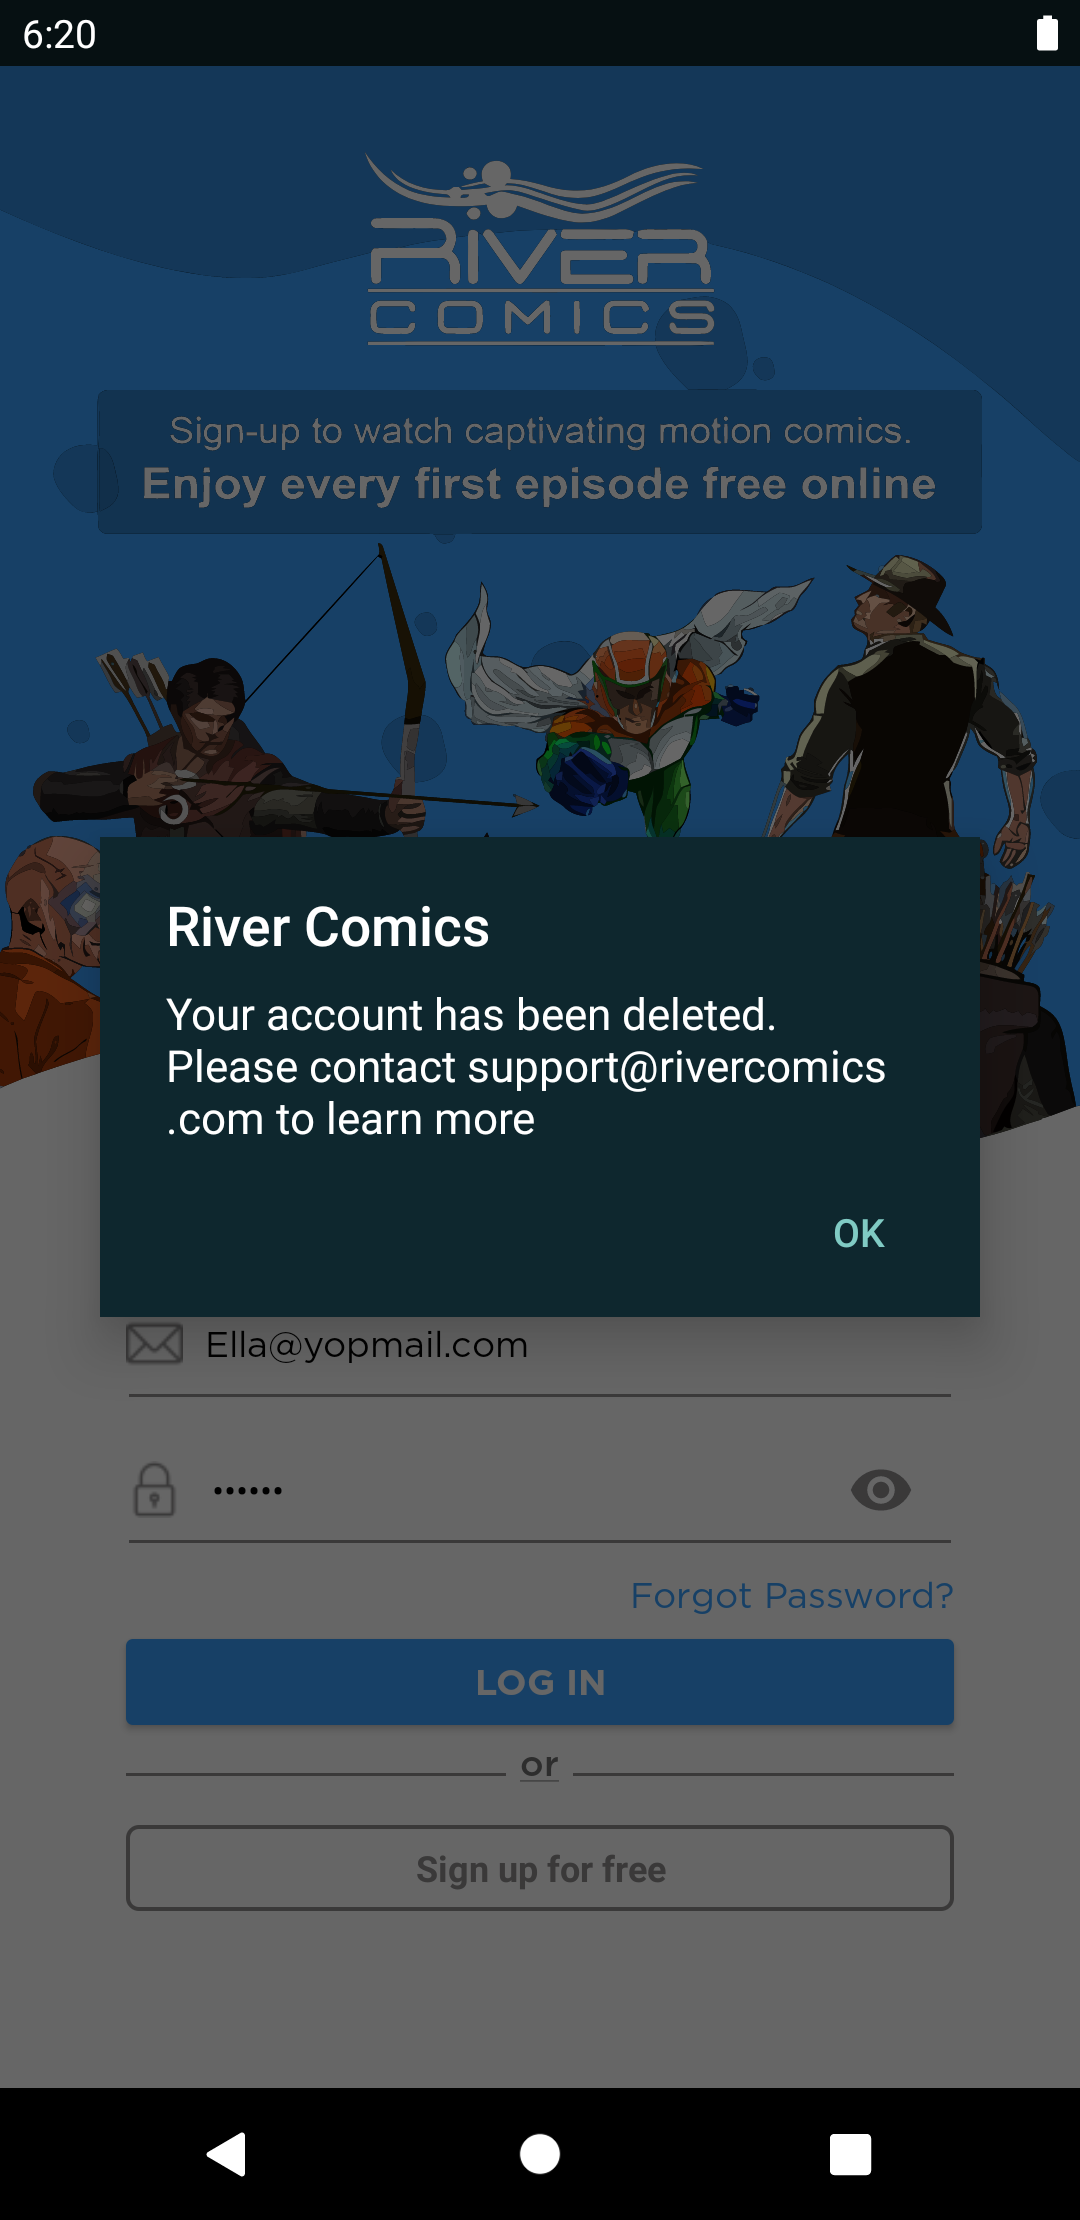 6:20
RiVER
COMICS
Sign-up to watch captivating motion comics.
Enjoy every first episode free online
River Comics
Your account has been deleted.
Please contact support@rivercomics
.com to learn more
OK
Ella@yopmail.com
••••••
Forgot Password?
LOG IN
or
Sign up for free